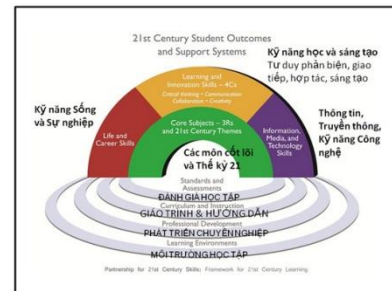 21st Century Student Outcomes
and Support Systems
Kỹ năng học và sáng tạo
Tư duy phản biện, giao
tiếp, hợp tác, sáng tạo
Learning and
Innovation Skills – 4Cs
Critical thinking • Communication
Collaboration • Creativity
Kỹ năng Sống
và Sự nghiệp
Thông tin,
Truyền thông,
Kỹ năng Công
nghệ
Core Subjects – 3Rs
and 21st Century Themes
Life and
Career Skills
Information,
Media, and
Technology
Skills
Các môn cốt lõi
và Thế kỷ 21
Standards and
Assessments
ĐÁNH GIÁ HỌC TẬP
Curriculum and Instruction
GIÁO TRÌNH & HƯỚNG DẪN
Professional Development
PHÁT TRIỂN CHUYÊN NGHIỆP
Learning Environments
MÔI TRƯỜNG HỌC TẬP
Partnership for 21st Century Skills: Framework for 21st Century Learning